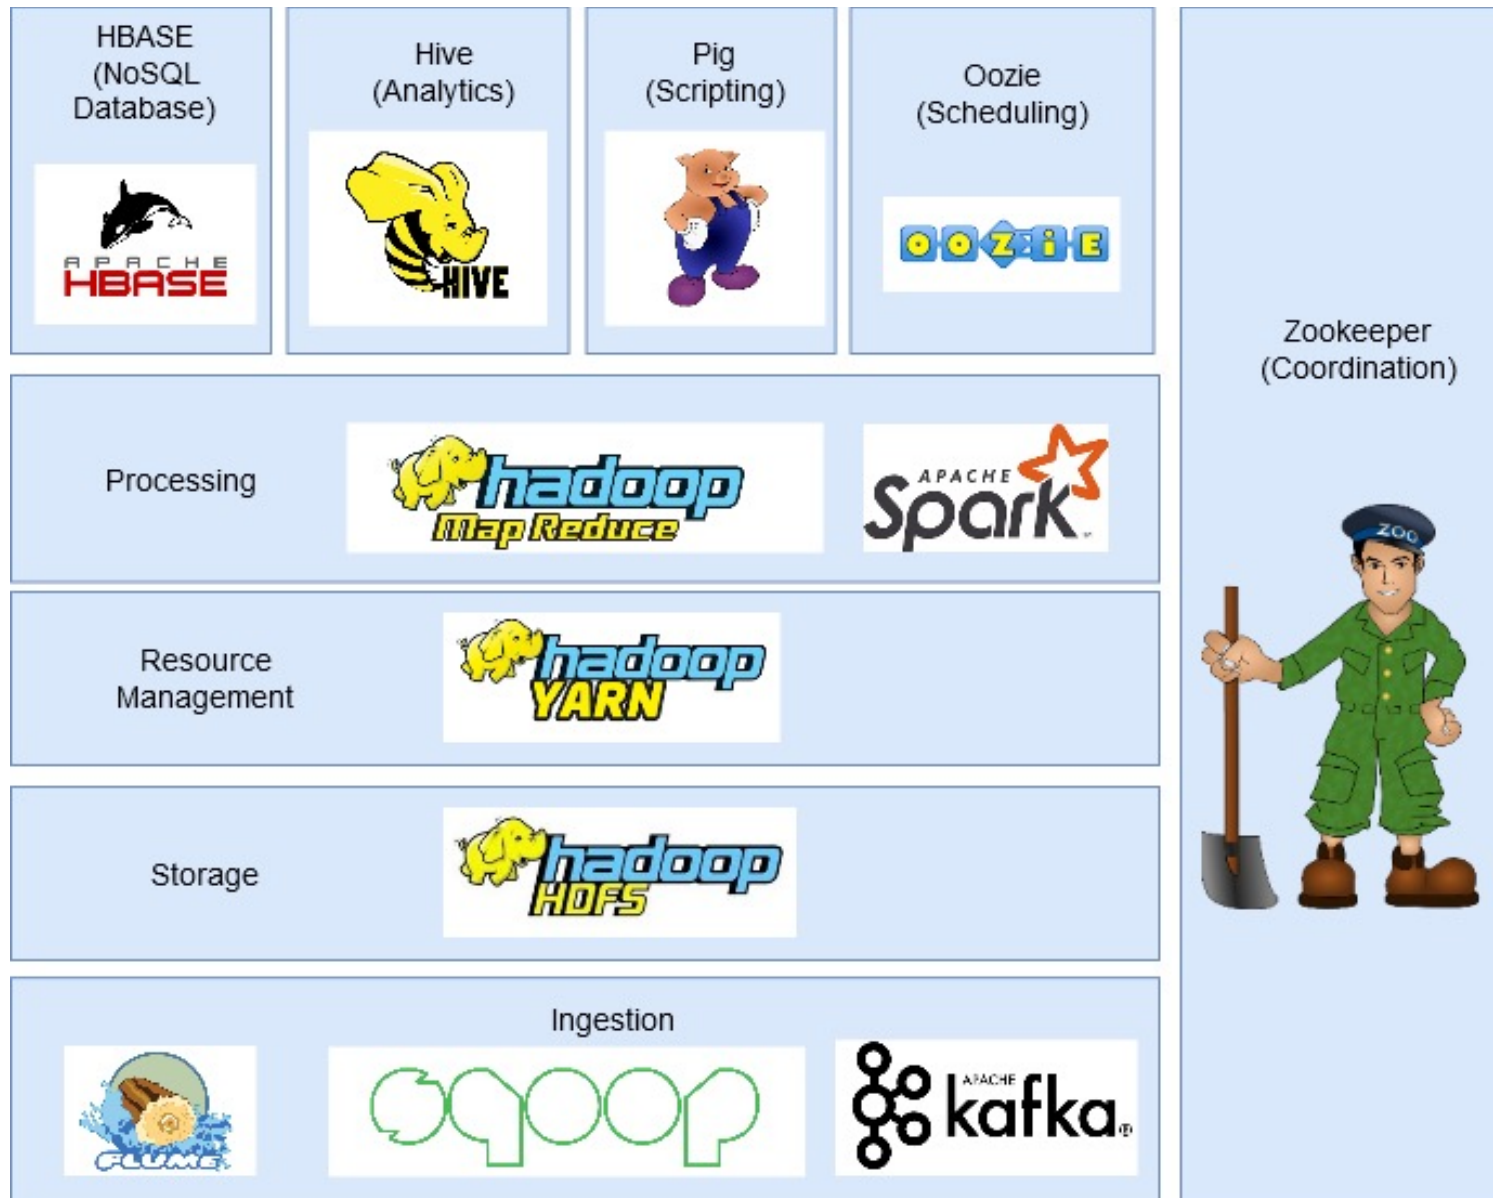 HBASE
(NoSQL
Database)
APACHE
HBASE
Hive
(Analytics)
HIVE
Pig
(Scripting)
Oozie
(Scheduling)
OOZiE
Zookeeper
(Coordination)
ZOO
Processing
hadoop
Map Reduce
APACHE
Spark
TM
Resource
Management
hadoop
YARN
Storage
hadoop
HDFS
Ingestion
FLUME
sqoop
APACHE
kafka®